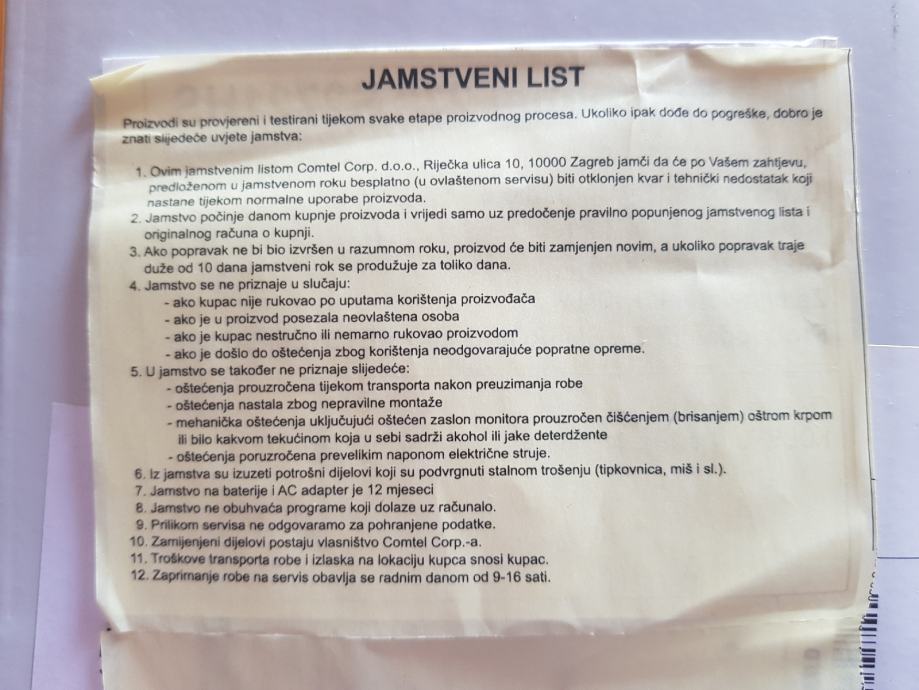 JAMSTVENI LIST
Proizvodi su provjereni i testirani tijekom svake etape proizvodnog procesa. Ukoliko ipak dođe do pogreške, dobro je
znati slijedeće uvjete jamstva:
1. Ovim jamstvenim listom Comtel Corp. d.o.o., Riječka ulica 10, 10000 Zagreb jamči da će po Vašem zahtjevu,
predloženom u jamstvenom roku besplatno (u ovlaštenom servisu) biti otklonjen kvar i tehnički nedostatak koji
nastane tijekom normalne uporabe proizvoda.
2. Jamstvo počinje danom kupnje proizvoda i vrijedi samo uz predočenje pravilno popunjenog jamstvenog lista i
originalnog računa o kupnji.
3. Ako popravak ne bi bio izvršen u razumnom roku, proizvod će biti zamjenjen novim, a ukoliko popravak traje
duže od 10 dana jamstveni rok se produžuje za toliko dana.
4. Jamstvo se ne priznaje u slučaju:
- ako kupac nije rukovao po uputama korištenja proizvođača
- ako je u proizvod posezala neovlaštena osoba
- ako je kupac nestručno ili nemarno rukovao proizvodom
- ako je došlo do oštećenja zbog korištenja neodgovarajuće popratne opreme.
5. U jamstvo se također ne priznaje slijedeće:
- oštećenja prouzročena tijekom transporta nakon preuzimanja robe
- oštećenja nastala zbog nepravilne montaže
- mehanička oštećenja uključujući oštećen zaslon monitora prouzročen čišćenjem (brisanjem) oštrom krpom
ili bilo kakvom tekućinom koja u sebi sadrži akohol ili jake deterdžente
- oštećenja poruzročena prevelikim naponom električne struje.
6. Iz jamstva su izuzeti potrošni dijelovi koji su podvrgnuti stalnom trošenju (tipkovnica, miš i sl.).
7. Jamstvo na baterije i AC adapter je 12 mjeseci
8. Jamstvo ne obuhvaća programe koji dolaze uz računalo.
9. Prilikom servisa ne odgovaramo za pohranjene podatke.
10. Zamijenjeni dijelovi postaju vlasništvo Comtel Corp.-a.
11. Troškove transporta robe i izlaska na lokaciju kupca snosi kupac.
12. Zaprimanje robe na servis obavlja se radnim danom od 9-16 sati.